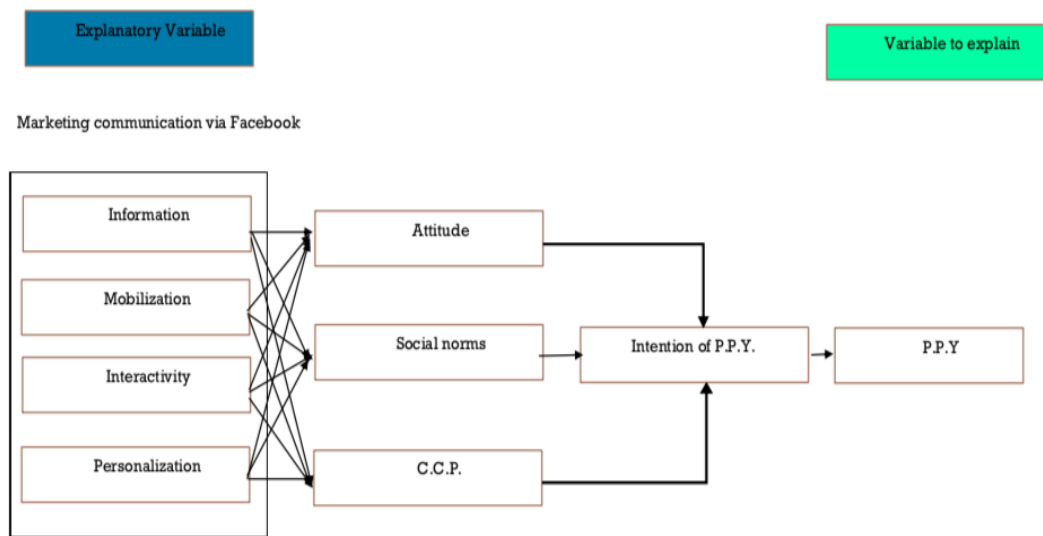 Explanatory Variable
Variable to explain
Marketing communication via Facebook
Information
Attitude
Mobilization
Social norms
Intention of P.P.Y.
P.P.Y
Interactivity
Personalization
C.C.P.